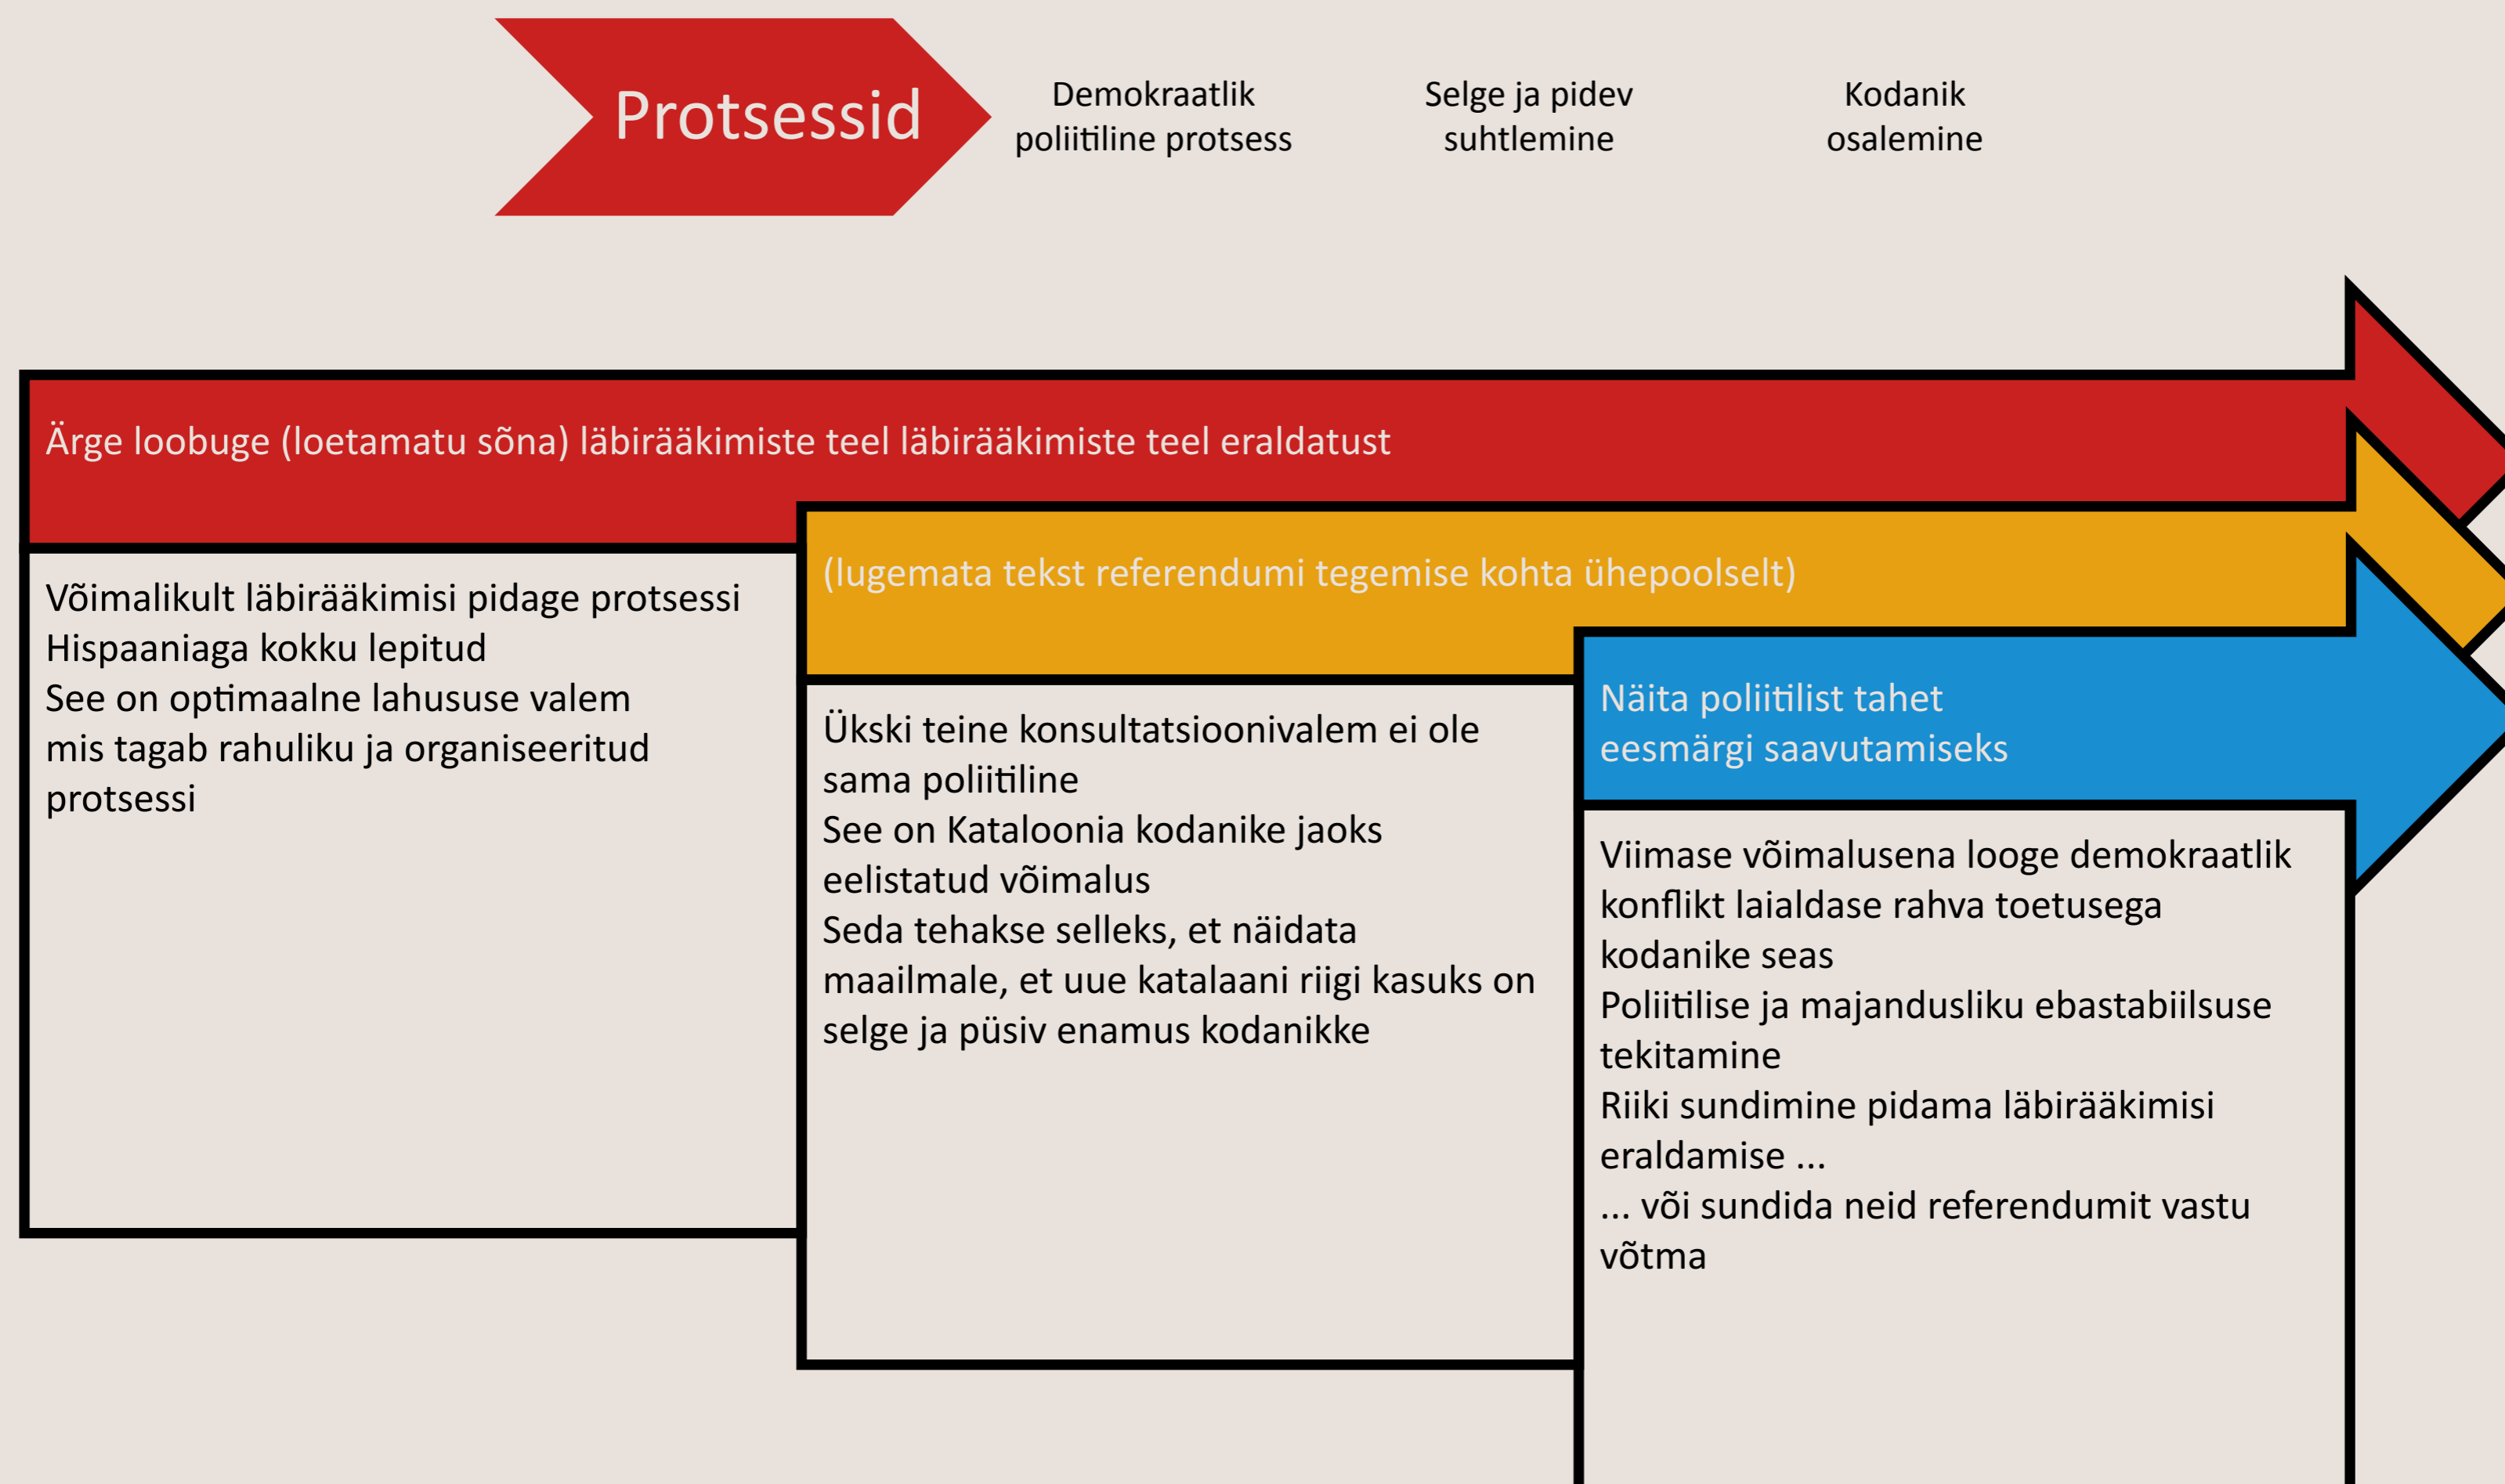 Protsessid
Demokraatlik
poliitiline protsess
Selge ja pidev
suhtlemine
Kodanik
osalemine
Ärge loobuge (loetamatu sõna) läbirääkimiste teel läbirääkimiste teel eraldatust
Võimalikult läbirääkimisi pidage protsessi
Hispaaniaga kokku lepitud
See on optimaalne lahususe valem
mis tagab rahuliku ja organiseeritud
protsessi
(lugemata tekst referendumi tegemise kohta ühepoolselt)
Ükski teine konsultatsioonivalem ei ole
sama poliitiline
See on Kataloonia kodanike jaoks
eelistatud võimalus
Seda tehakse selleks, et näidata
maailmale, et uue katalaani riigi kasuks on
selge ja püsiv enamus kodanikke
Näita poliitilist tahet
eesmärgi saavutamiseks
Viimase võimalusena looge demokraatlik
konflikt laialdase rahva toetusega
kodanike seas
Poliitilise ja majandusliku ebastabiilsuse
tekitamine
Riiki sundimine pidama läbirääkimisi
eraldamise ...
... või sundida neid referendumit vastu
võtma